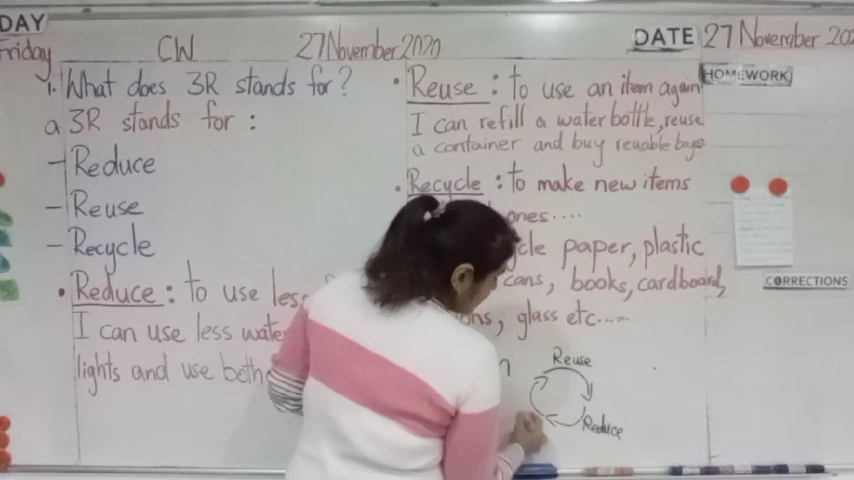 DAY
Friday
CW
27 November 2020
DATE
27 November 202
HOMEWORK
1. What does 3R stands for?
a 3R stands for :
- Reduce
- Reuse
- Recycle
• Reduce : to use less
I can use less water
lights and use both
• Reuse : to use an item again
I can refill a water bottle, reuse
a container and buy reuable bags
• Recycle : to make new items
ones....
paper, plastic
cans, books, cardboard,
glass etc.....
Reuse
Reduce
CORRECTIONS